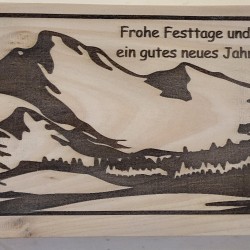 Frohe Festtage und
ein gutes neues Jahr